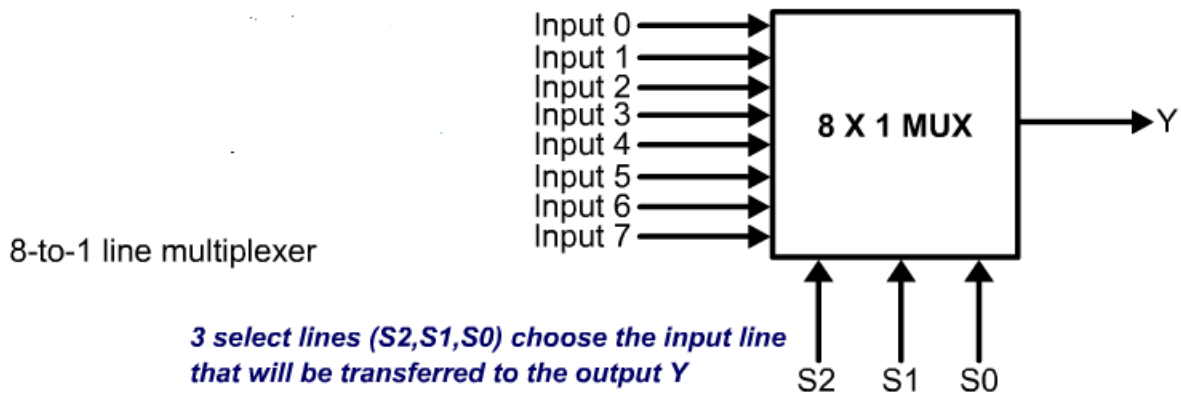 Input 0
Input 1
Input 2
Input 3
Input 4
Input 5
Input 6
Input 7
8 X 1 MUX
Y
8-to-1 line multiplexer
3 select lines (S2,S1,S0) choose the input line
that will be transferred to the output Y
S2 S1 S0